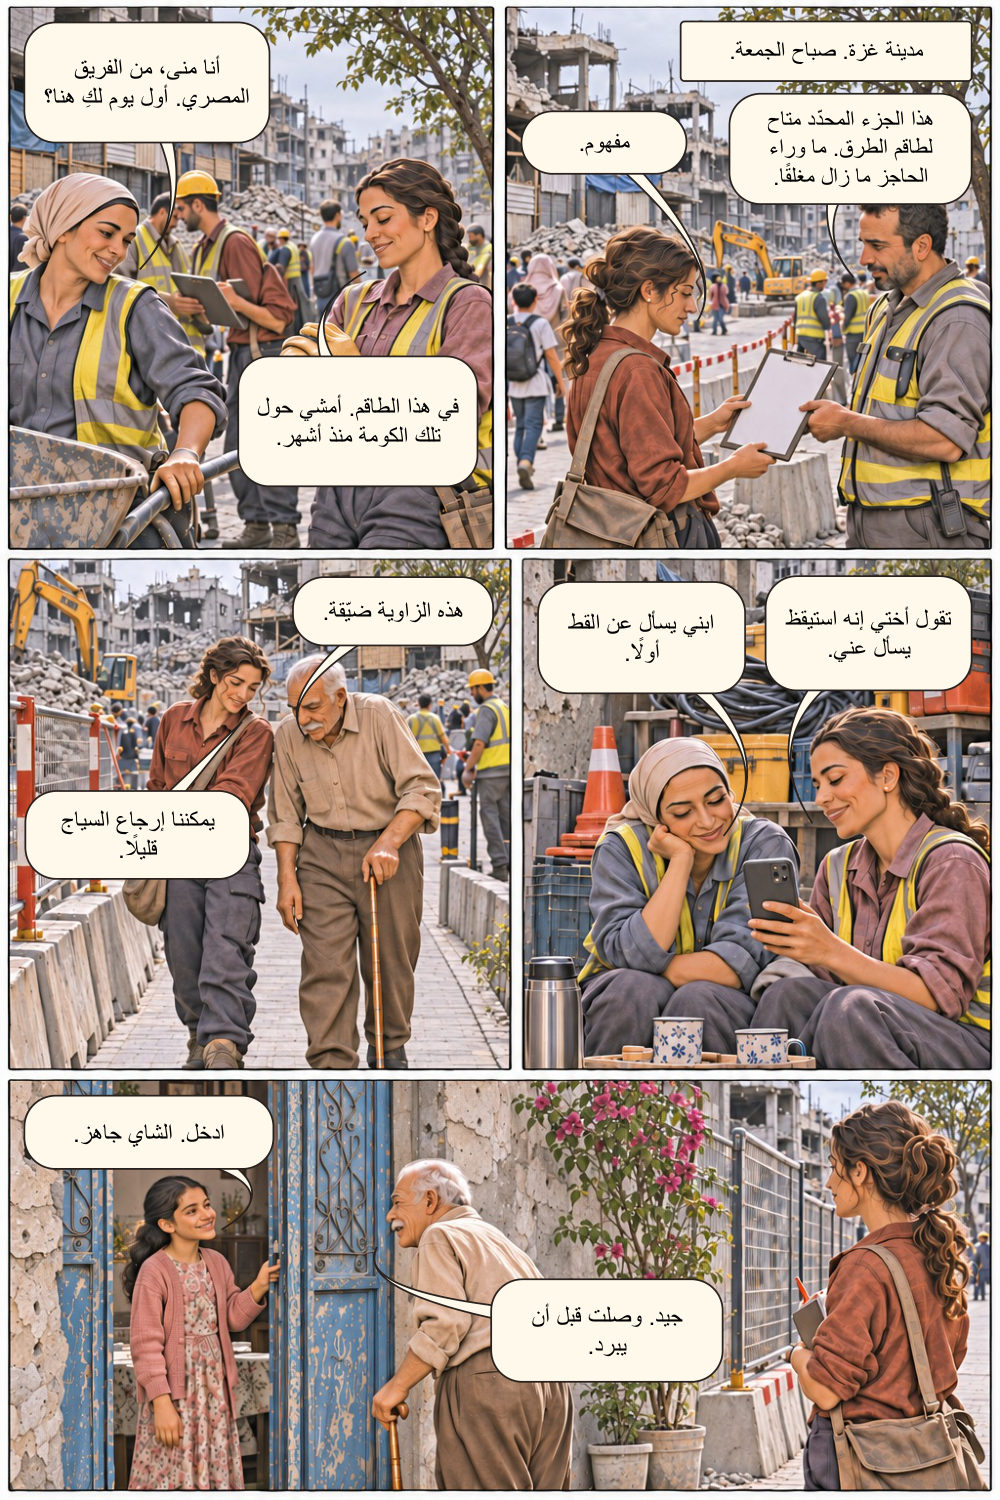 مدينة غزة. صباح الجمعة.
هذا الجزء المحدّد متاح
لطاقم الطرق. ما وراء
الحاجز ما زال مغلقًا.
مفهوم.
أنا منى، من الفريق
المصري. أول يوم لكِ هنا؟
في هذا الطاقم. أمشي حول
تلك الكومة منذ أشهر.
تقول أختي إنه استيقظ
يسأل عني.
ابني يسأل عن القط
أولًا.
هذه الزاوية ضيّقة.
يمكننا إرجاع السياج
قليلًا.
ادخل. الشاي جاهز.
جيد. وصلت قبل أن
يبرد.